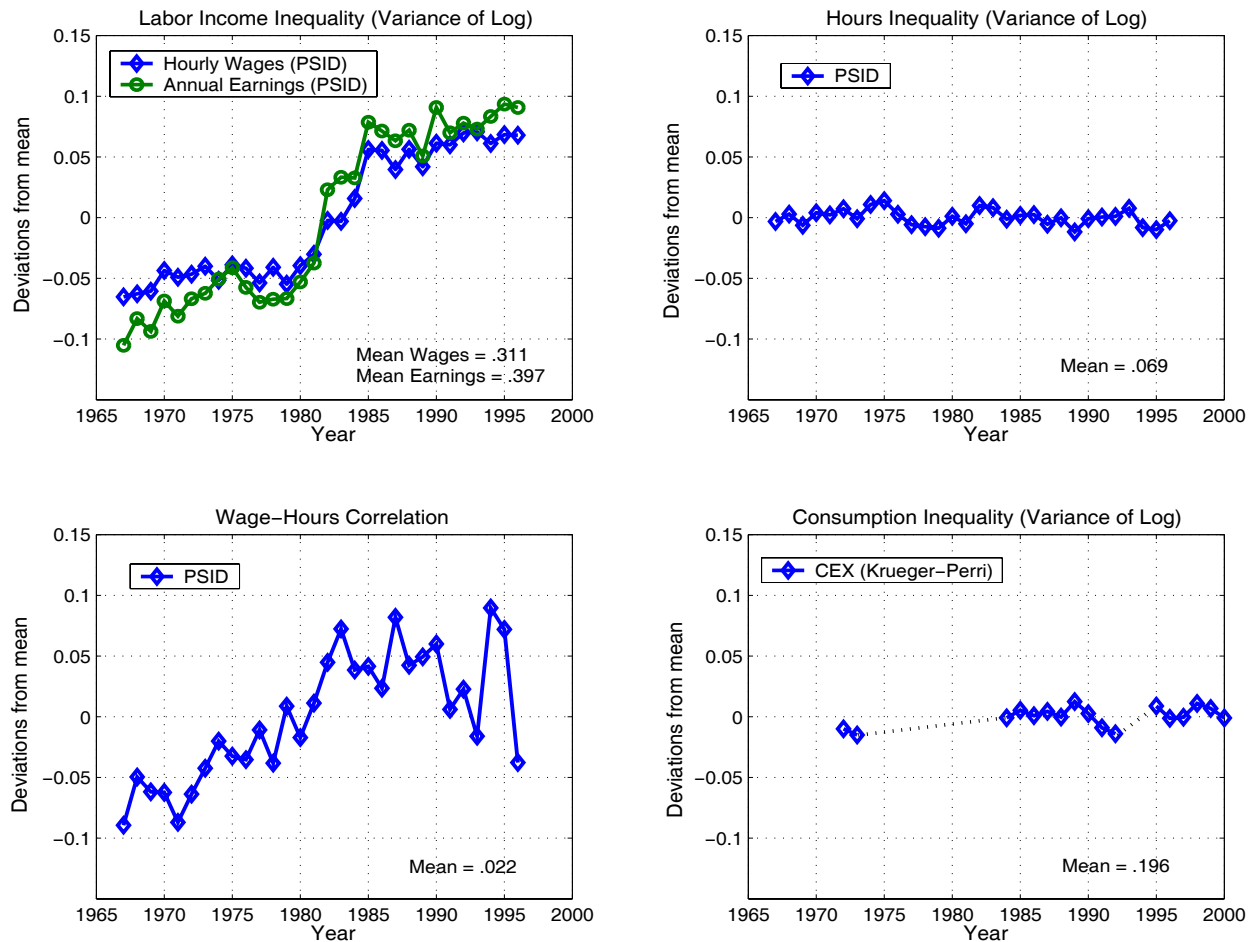 Labor Income Inequality (Variance of Log)
Hourly Wages (PSID)
Annual Earnings (PSID)
Deviations from mean
0.15
0.1
0.05
0
−0.05
−0.1
Mean Wages = .311
Mean Earnings = .397
1965 1970 1975 1980 1985 1990 1995 2000
Year
Hours Inequality (Variance of Log)
PSID
Deviations from mean
0.15
0.1
0.05
0
−0.05
−0.1
Mean = .069
1965 1970 1975 1980 1985 1990 1995 2000
Year
Wage−Hours Correlation
PSID
Deviations from mean
0.15
0.1
0.05
0
−0.05
−0.1
Mean = .022
1965 1970 1975 1980 1985 1990 1995 2000
Year
Consumption Inequality (Variance of Log)
CEX (Krueger−Perri)
Deviations from mean
0.15
0.1
0.05
0
−0.05
−0.1
Mean = .196
1965 1970 1975 1980 1985 1990 1995 2000
Year